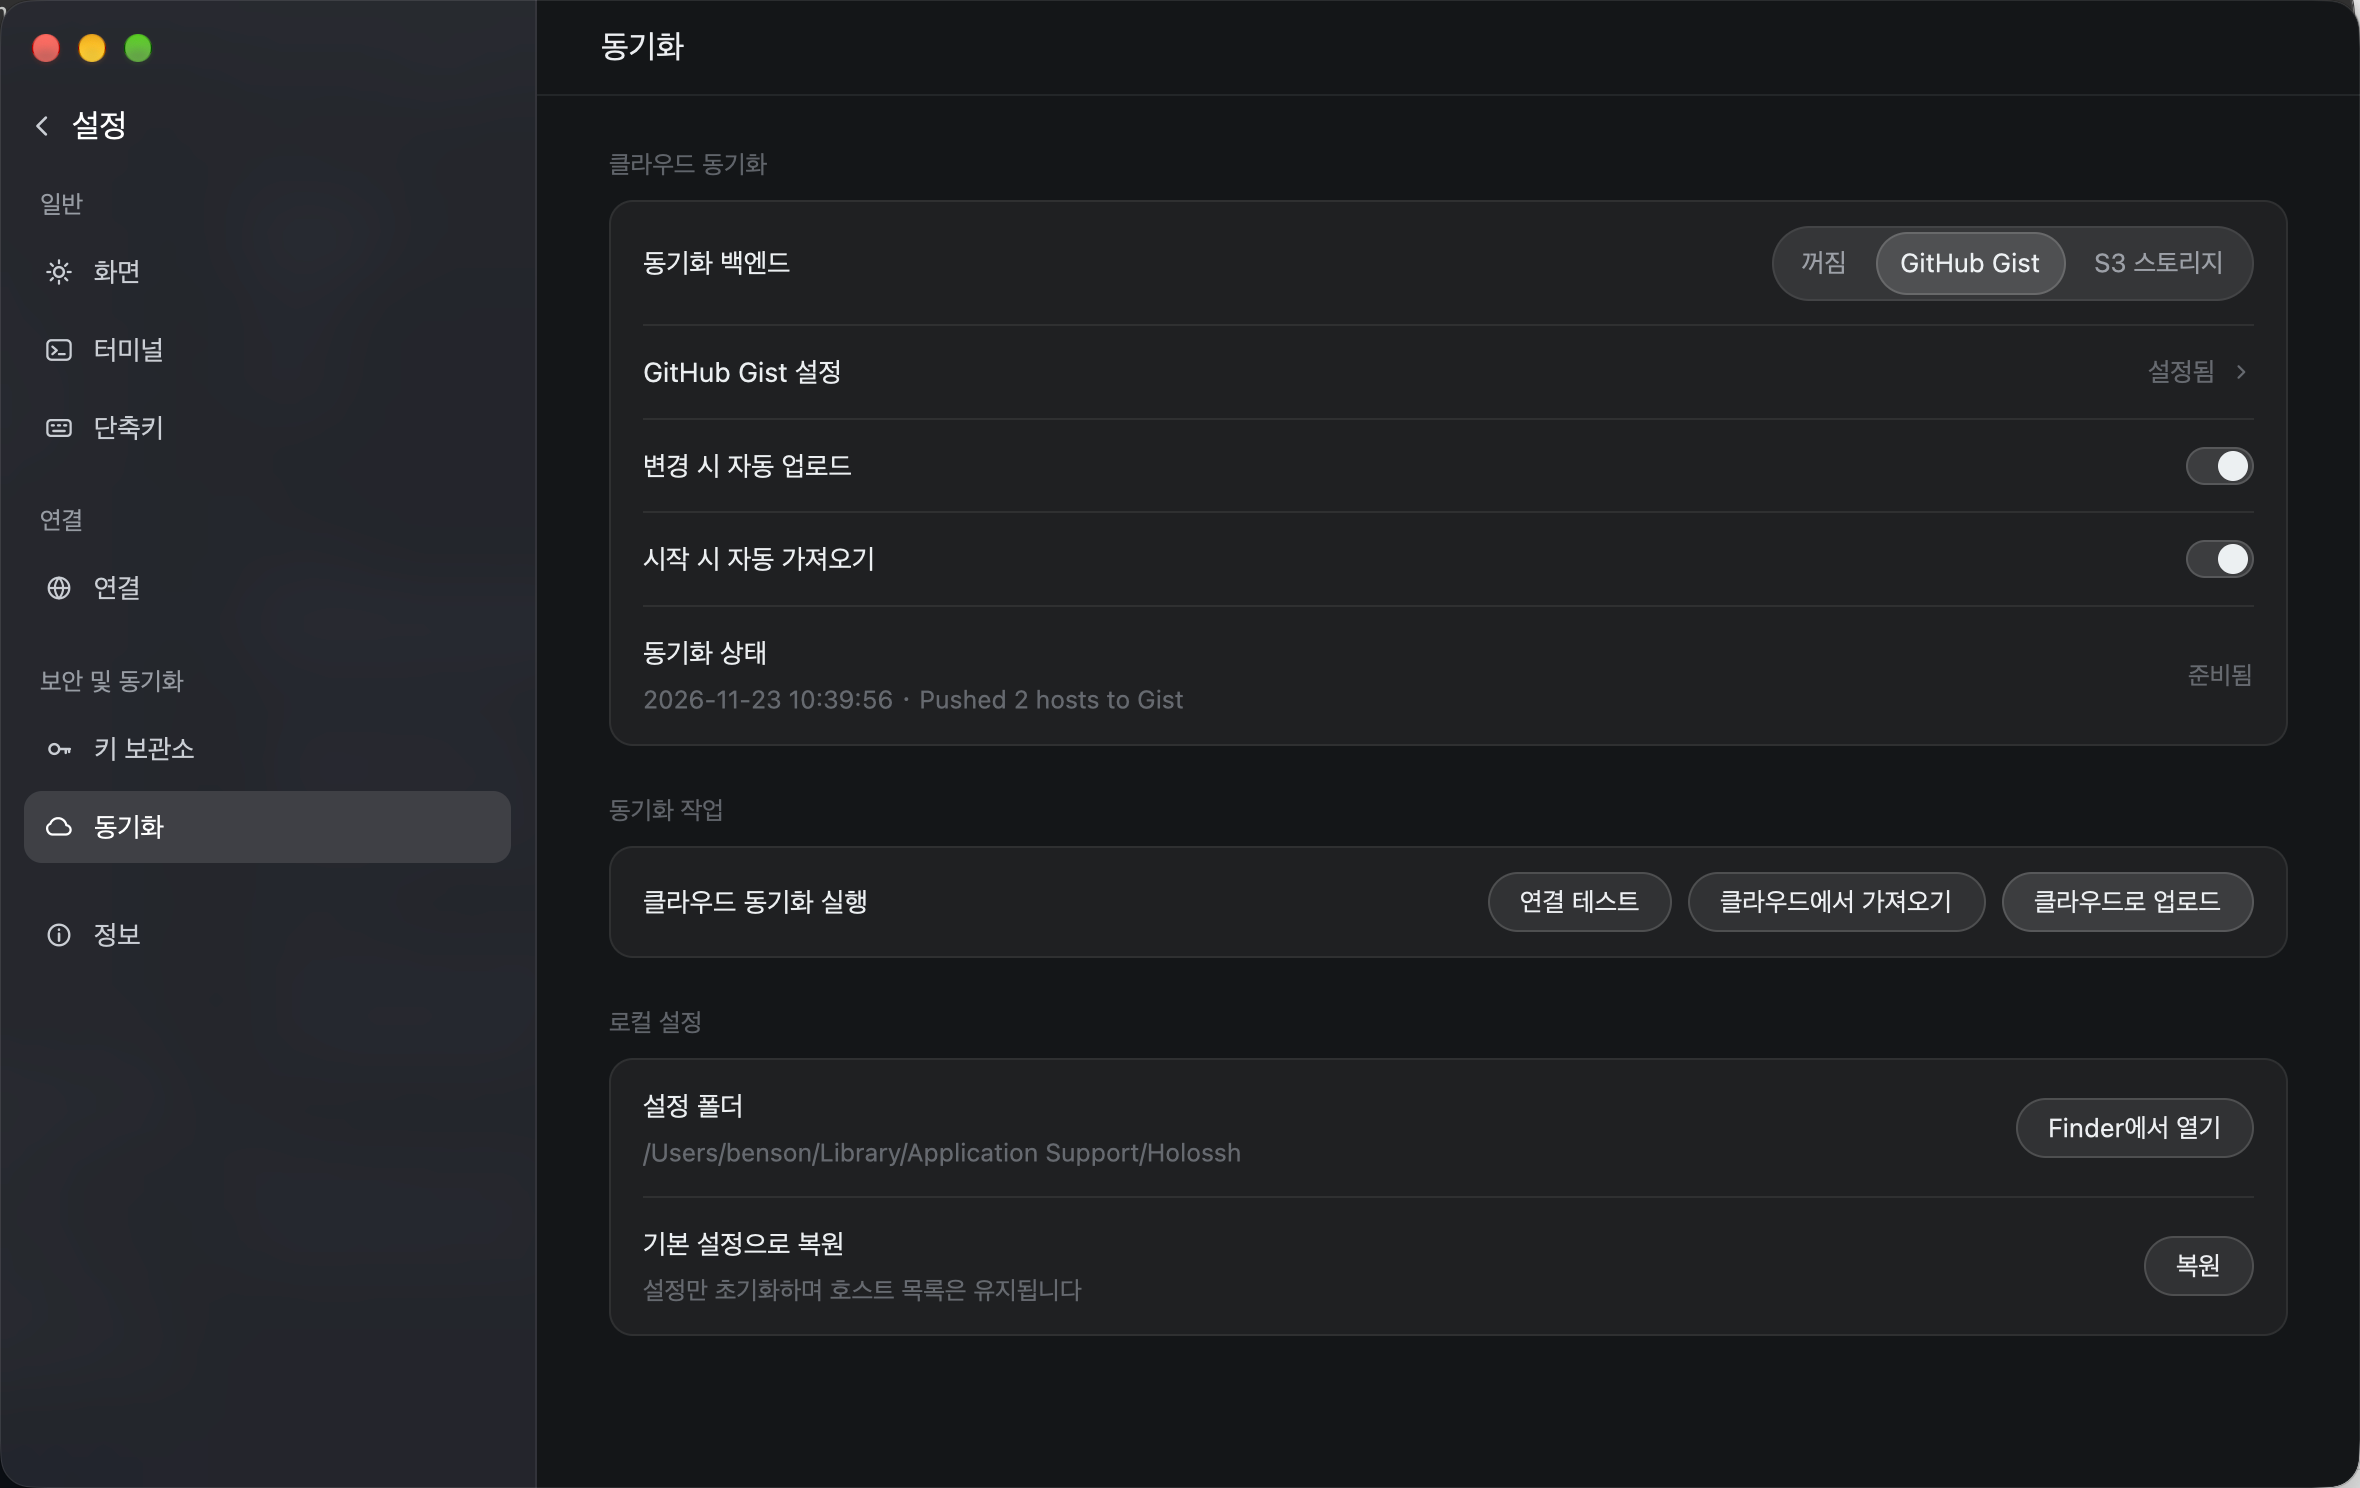 설정
일반
화면
터미널
단축키
연결
연결
보안 및 동기화
키 보관소
동기화
정보
동기화
클라우드 동기화
동기화 백엔드 꺼짐 GitHub Gist S3 스토리지
GitHub Gist 설정 설정됨
변경 시 자동 업로드
시작 시 자동 가져오기
동기화 상태
2026-11-23 10:39:56 · Pushed 2 hosts to Gist
준비됨
동기화 작업
클라우드 동기화 실행 연결 테스트 클라우드에서 가져오기 클라우드로 업로드
로컬 설정
설정 폴더
/Users/benson/Library/Application Support/Holossh
Finder에서 열기
기본 설정으로 복원
설정만 초기화하며 호스트 목록은 유지됩니다
복원